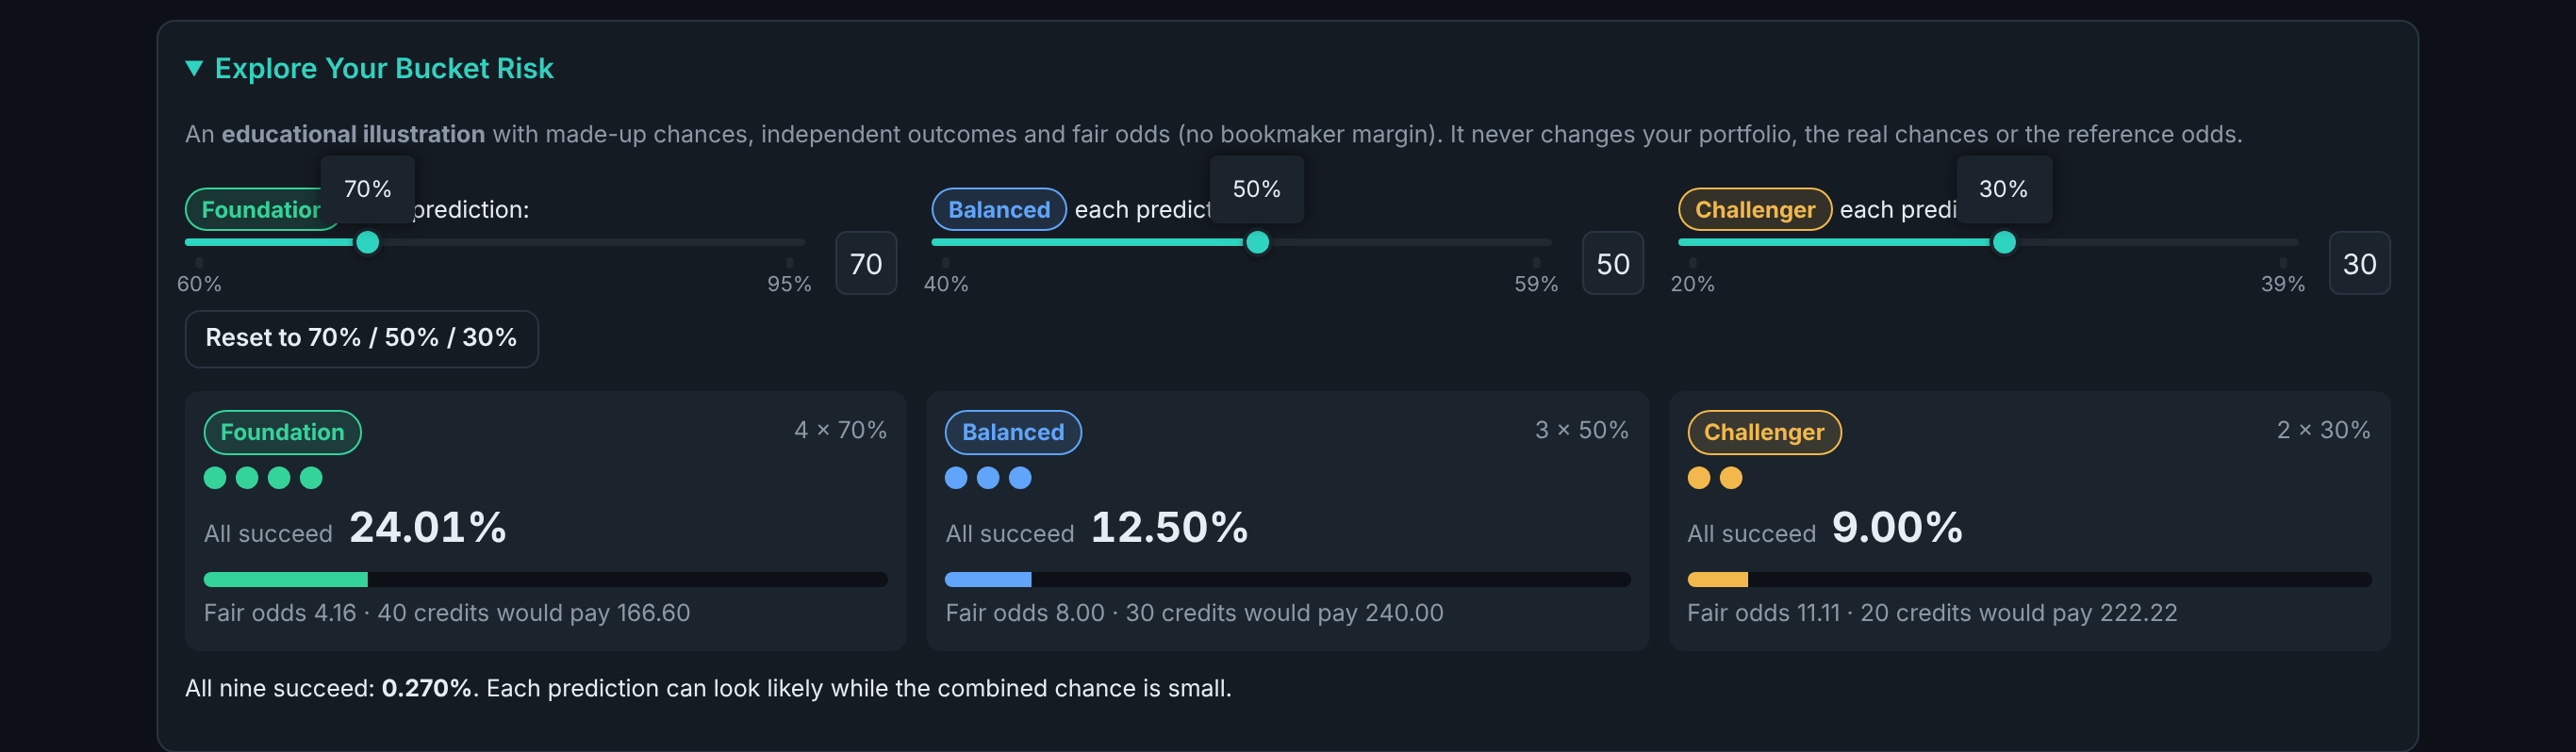 ▼ Explore Your Bucket Risk
An educational illustration with made-up chances, independent outcomes and fair odds (no bookmaker margin). It never changes your portfolio, the real chances or the reference odds.
70%
50%
30%
Foundation prediction:
Balanced each predict
Challenger each predi
60%
95%
70
40%
59%
50
20%
39%
30
Reset to 70% / 50% / 30%
Foundation
4 × 70%
All succeed 24.01%
Fair odds 4.16 · 40 credits would pay 166.60
Balanced
3 × 50%
All succeed 12.50%
Fair odds 8.00 · 30 credits would pay 240.00
Challenger
2 × 30%
All succeed 9.00%
Fair odds 11.11 · 20 credits would pay 222.22
All nine succeed: 0.270%. Each prediction can look likely while the combined chance is small.